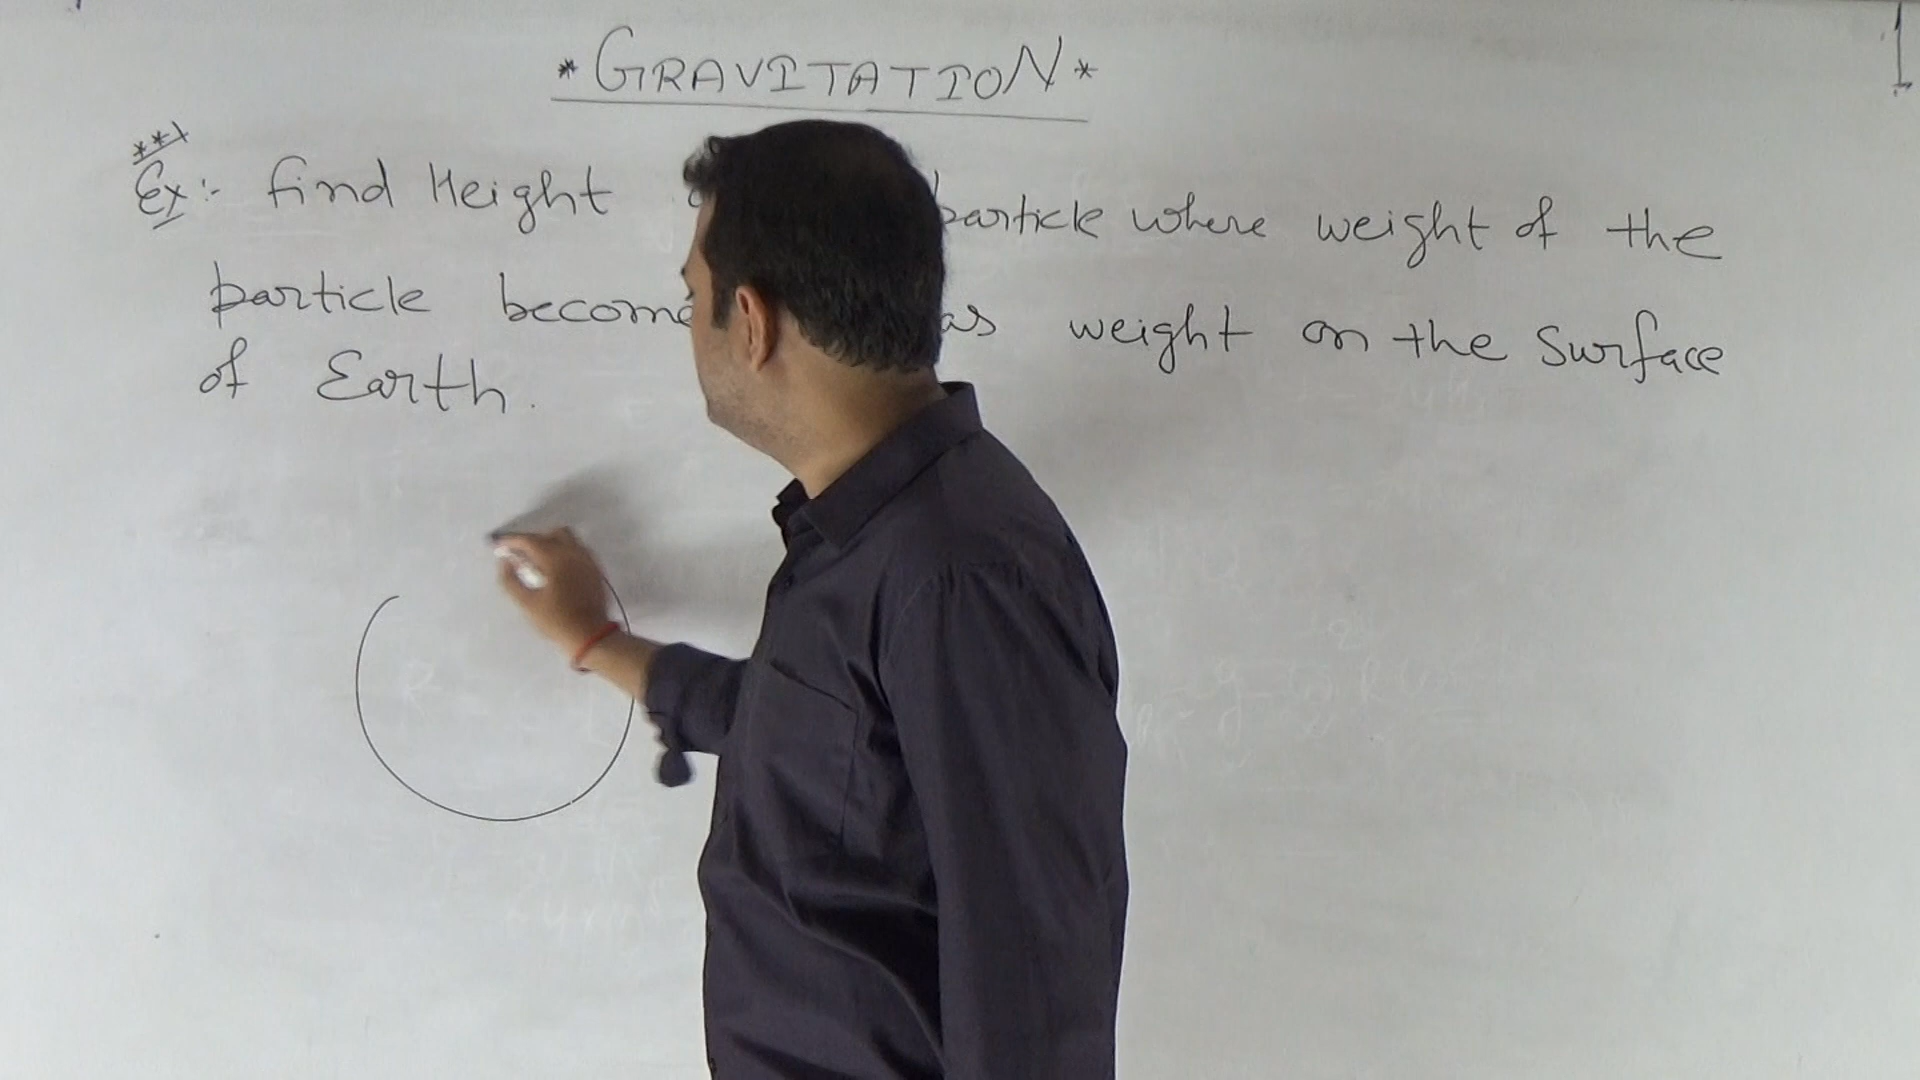 * GRAVITATION *
Ex:- find Height particle where weight of the
particle become as weight on the surface
of Earth.